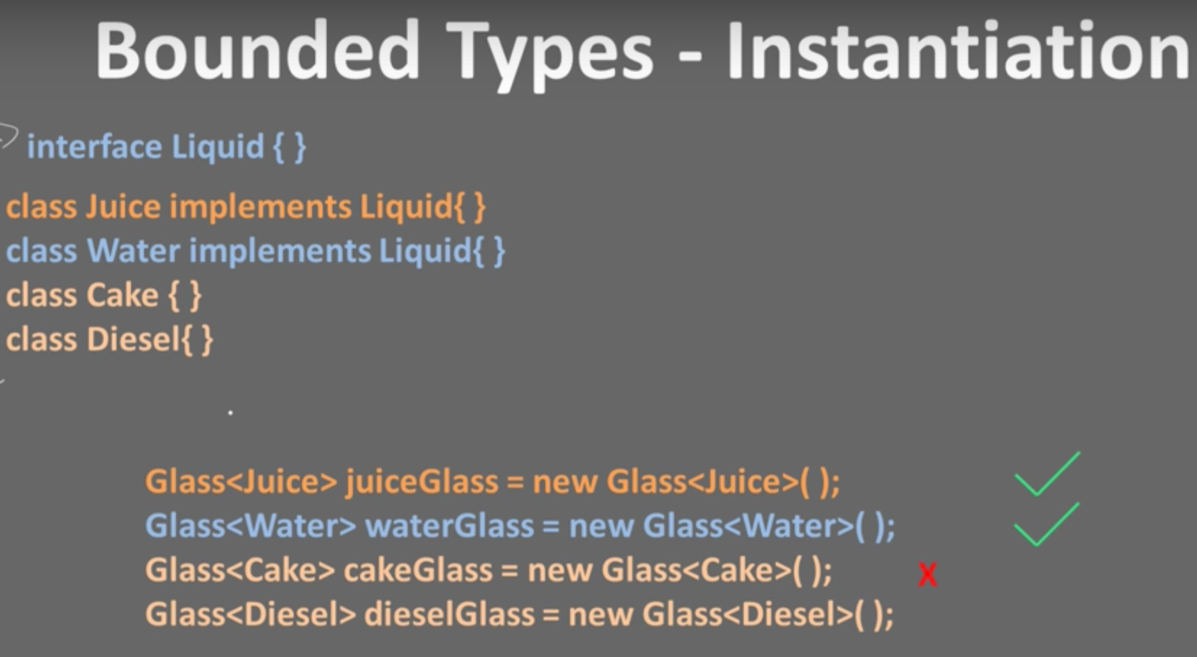 Bounded Types - Instantiation
interface Liquid { }
class Juice implements Liquid{ }
class Water implements Liquid{ }
class Cake { }
class Diesel{ }
Glass<Juice> juiceGlass = new Glass<Juice>( );
Glass<Water> waterGlass = new Glass<Water>( );
Glass<Cake> cakeGlass = new Glass<Cake>( ); X
Glass<Diesel> dieselGlass = new Glass<Diesel>( );